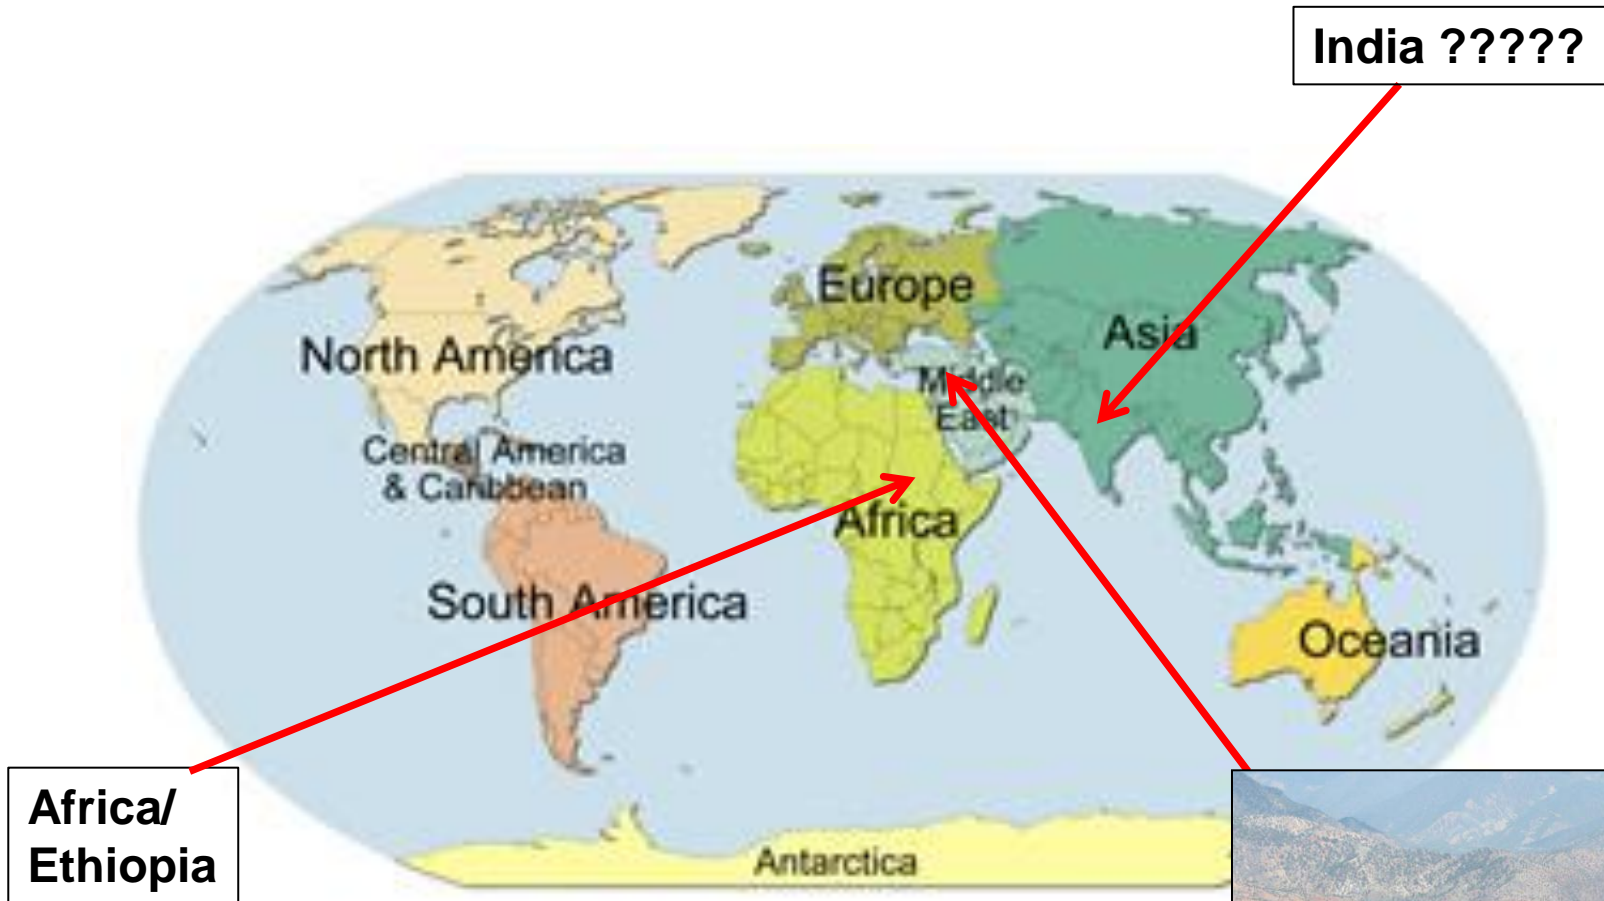 India ?????
Europe
Asia
North America
Middle
East
Central America
& Caribbean
Africa
South America
Oceania
Africa/
Ethiopia
Antarctica